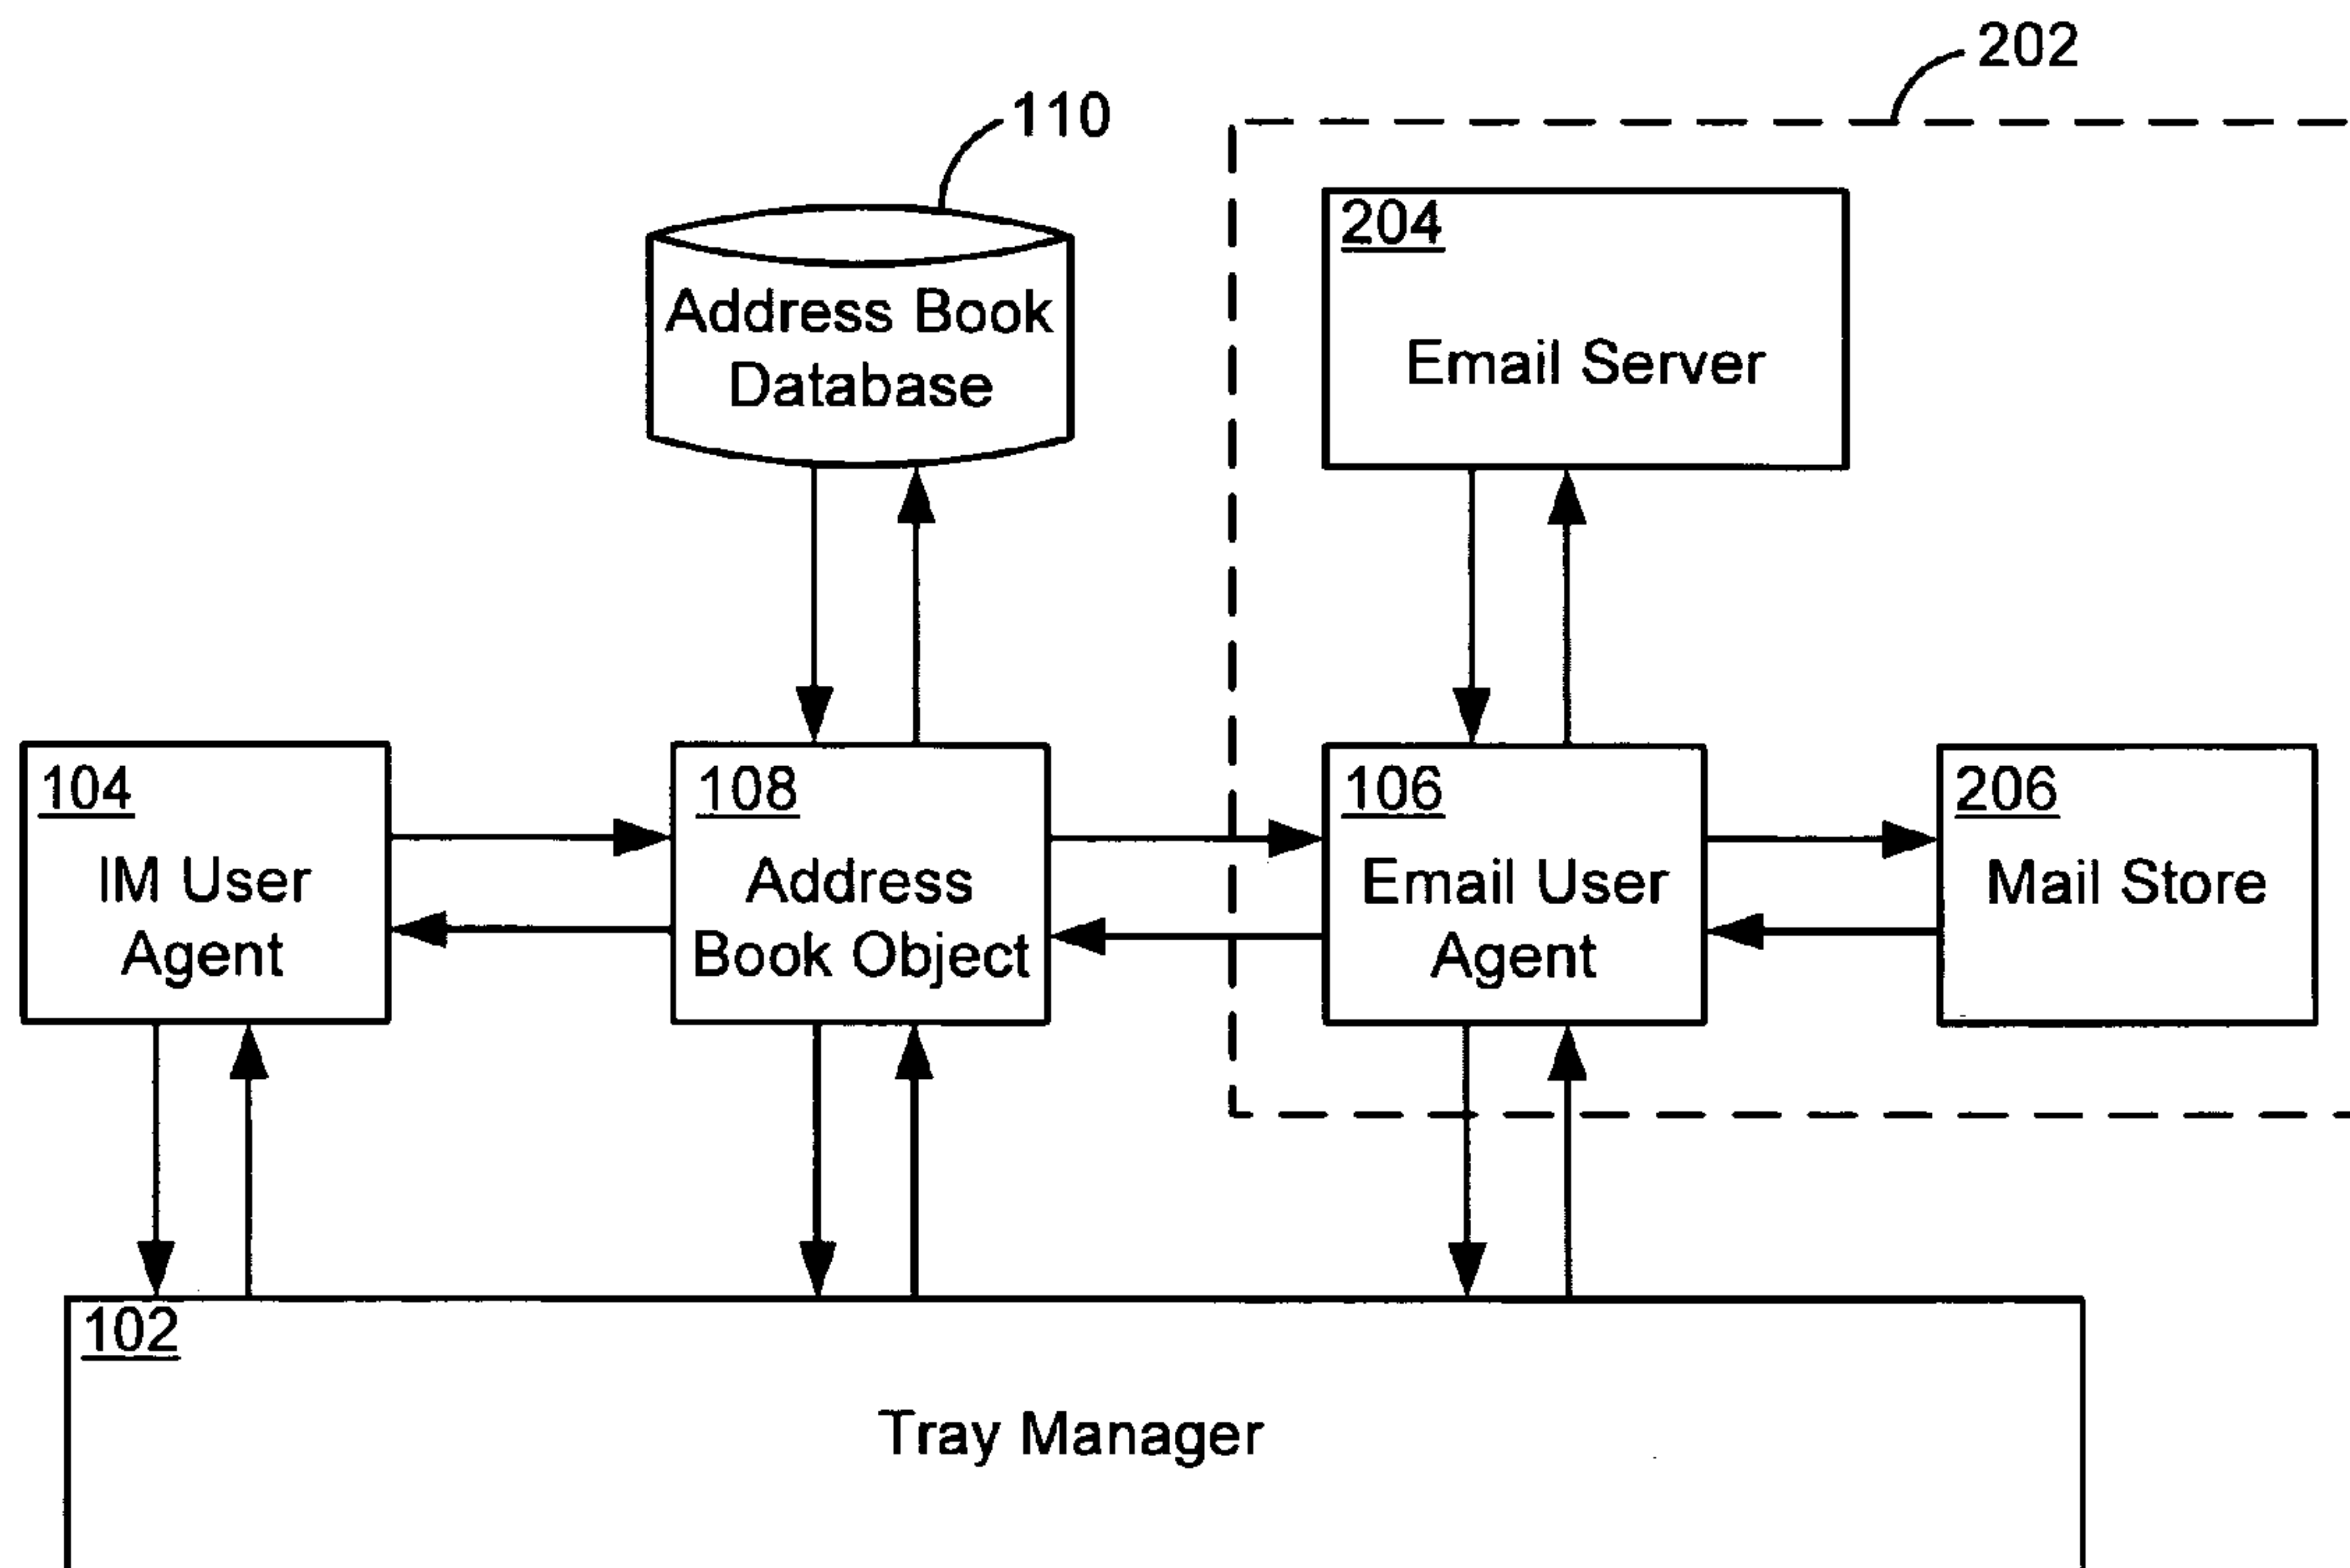 202
110
Address Book
Database
204
Email Server
104
IM User
Agent
108
Address
Book Object
106
Email User
Agent
206
Mail Store
102
Tray Manager